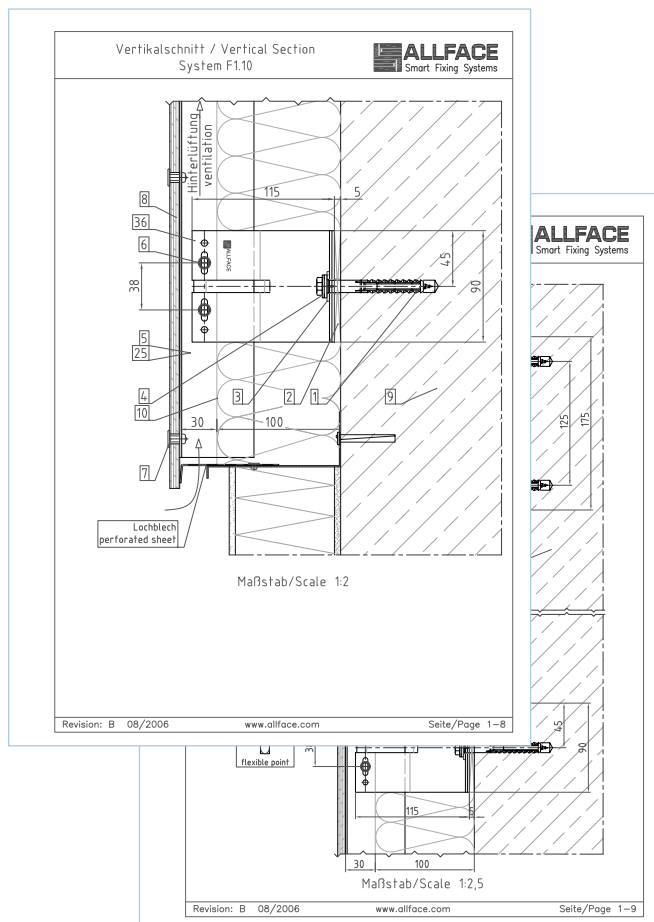 Vertikalschnitt / Vertical Section
System F1.10
ALLFACE
Smart Fixing Systems
Hinterlüftung
ventilation
115
5
8
36
6
38
ALLFACE
45
90
5
25
4
10
3
2
1
9
30
100
7
Lochblech
perforated sheet
Maßstab/Scale 1:2
Revision: B 08/2006
www.allface.com
Seite/Page 1-8
ALLFACE
Smart Fixing Systems
125
175
45
90
flexible point
115
30
100
Maßstab/Scale 1:2,5
Revision: B 08/2006
www.allface.com
Seite/Page 1-9